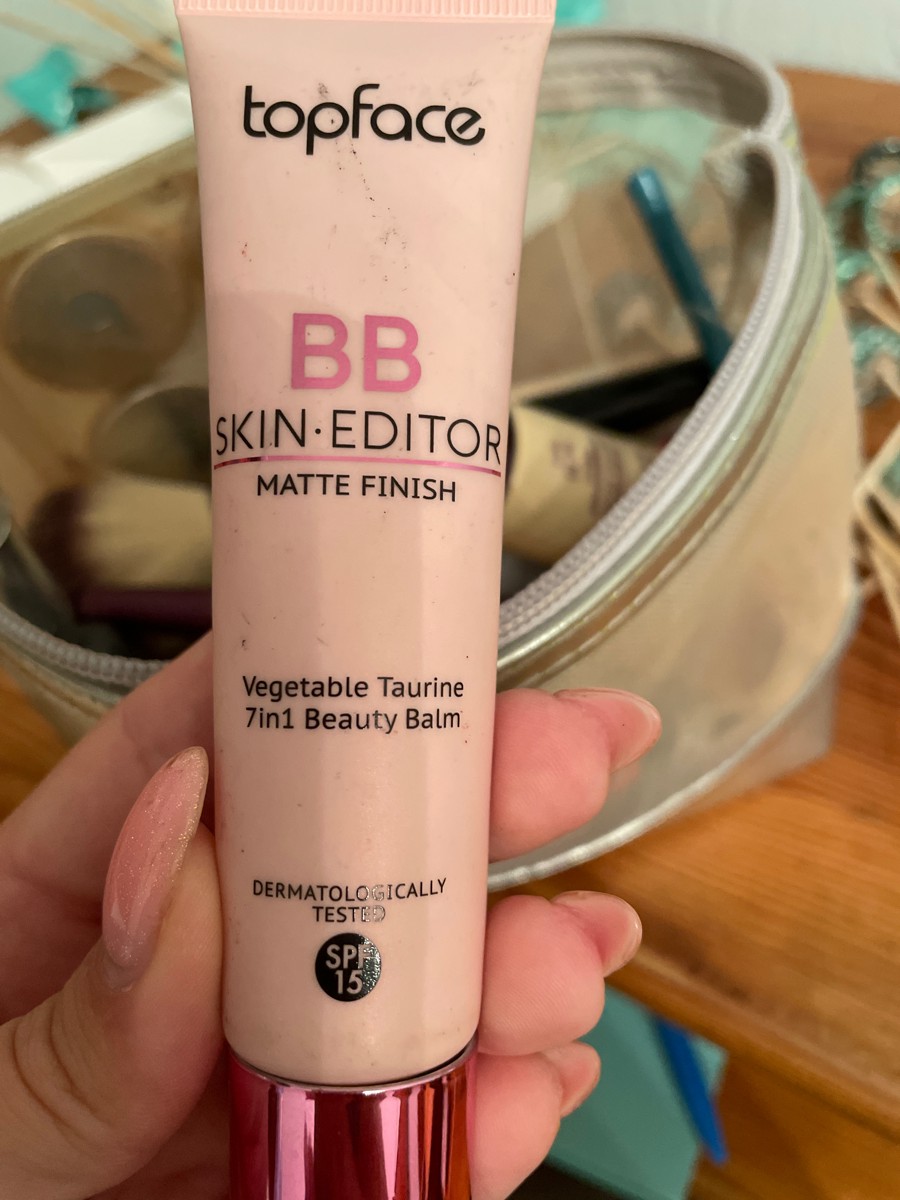 topface
BB
SKIN·EDITOR
MATTE FINISH
Vegetable Taurine
7in1 Beauty Balm
DERMATOLOGICALLY
TESTED
SPF
15